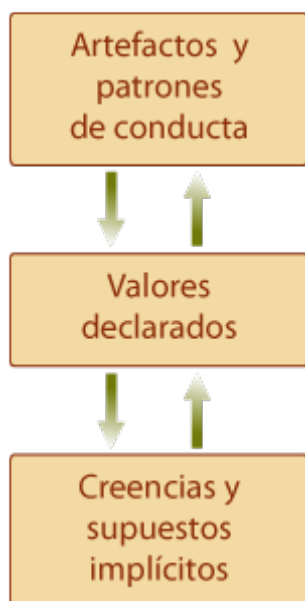 Artefactos y
patrones
de conducta
Valores
declarados
Creencias y
supuestos
implícitos